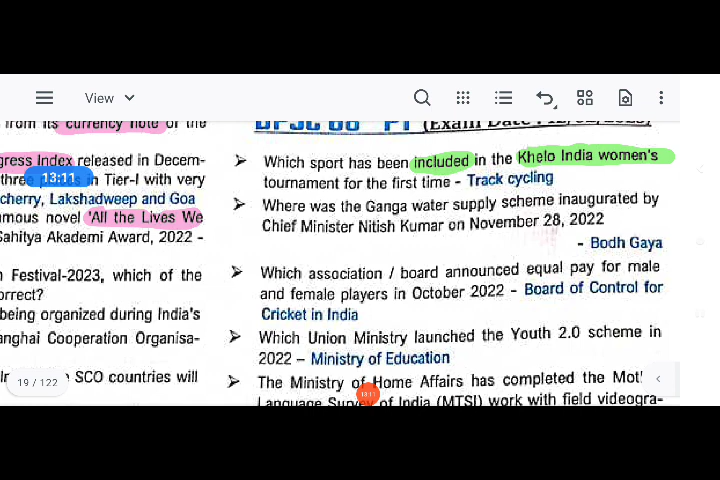 View
from its currency note of the
gress Index released in Decem-
three in Tier-I with very
13:11
cherry, Lakshadweep and Goa
amous novel 'All the Lives We
Sahitya Akademi Award, 2022 -
n Festival-2023, which of the
orrect?
being organized during India's
anghai Cooperation Organisa-
SCO countries will
19 / 122
(Exam Date
➤ Which sport has been included in the Khelo India women's
tournament for the first time - Track cycling
➤ Where was the Ganga water supply scheme inaugurated by
Chief Minister Nitish Kumar on November 28, 2022
- Bodh Gaya
➤ Which association / board announced equal pay for male
and female players in October 2022 - Board of Control for
Cricket in India
➤ Which Union Ministry launched the Youth 2.0 scheme in
2022 – Ministry of Education
➤ The Ministry of Home Affairs has completed the
Language Survey of India (MTSI) work with field videogra-
13:11